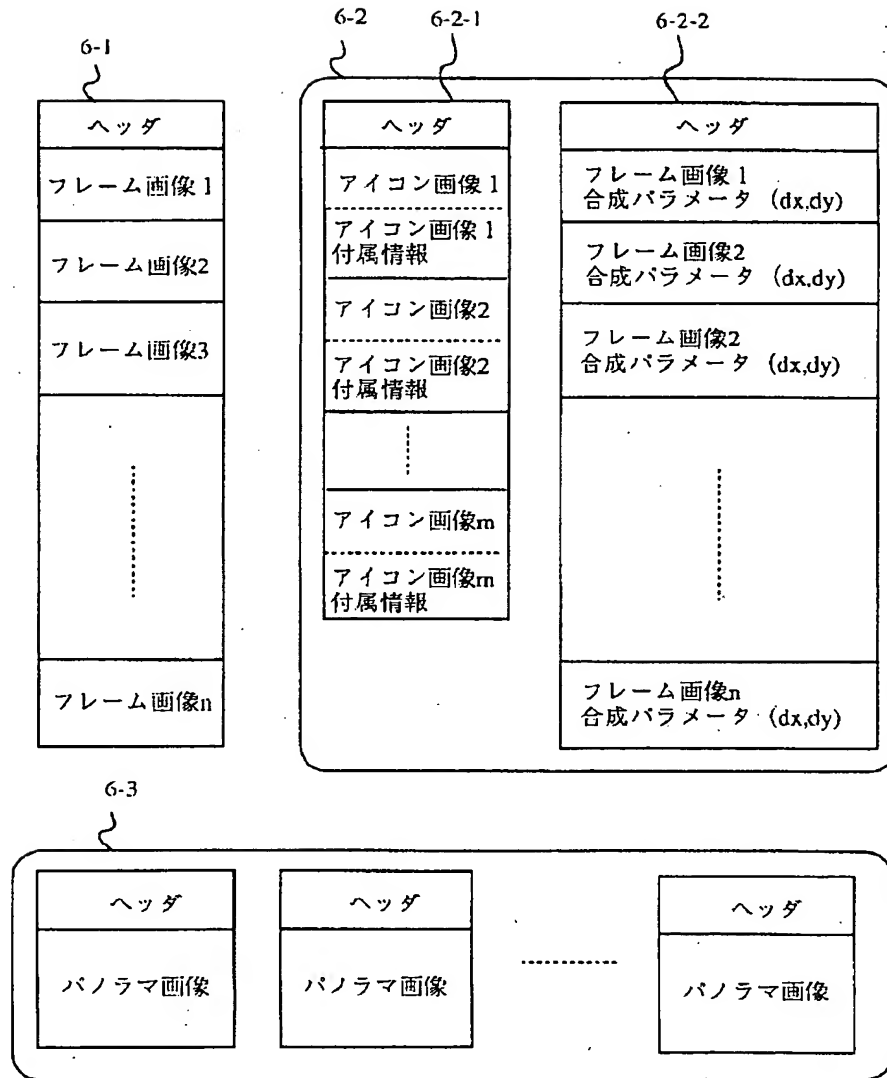 6-1
6-2
6-2-1
6-2-2
ヘッダ
フレーム画像1
フレーム画像2
フレーム画像3
フレーム画像n
ヘッダ
アイコン画像1
アイコン画像1
付属情報
アイコン画像2
アイコン画像2
付属情報
アイコン画像m
アイコン画像m
付属情報
ヘッダ
フレーム画像1
合成パラメータ (dx,dy)
フレーム画像2
合成パラメータ (dx,dy)
フレーム画像2
合成パラメータ (dx,dy)
フレーム画像n
合成パラメータ (dx,dy)
6-3
ヘッダ
パノラマ画像
ヘッダ
パノラマ画像
ヘッダ
パノラマ画像